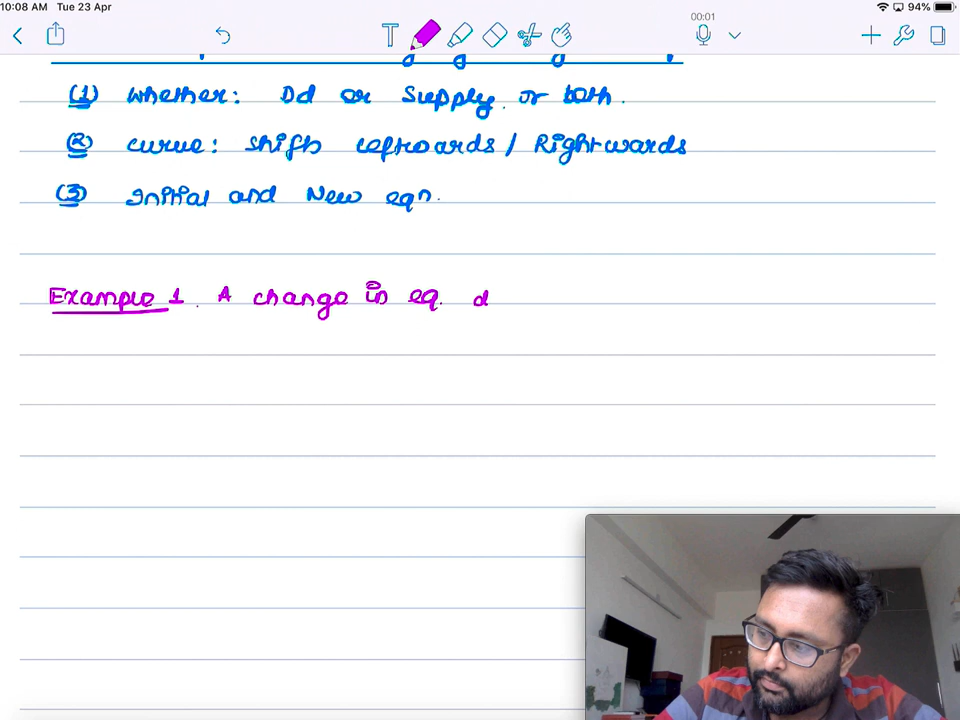 10:08 AM Tue 23 Apr 94%
00:01
T
(1) Whether: Dd or Supply. or both.
(2) curve: shifts leftwards / Rightwards
(3) Initial and New eqn.
Example 1. A change in eq. d